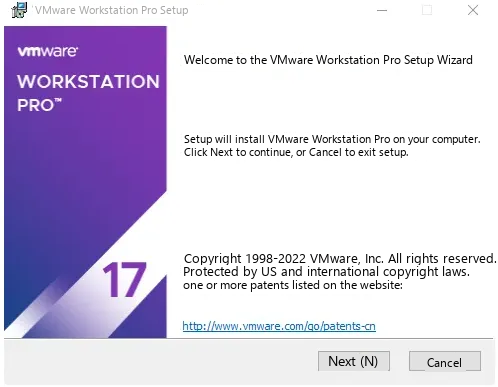 VMware Workstation Pro Setup
vmware®
WORKSTATION
PRO™
17
Welcome to the VMware Workstation Pro Setup Wizard
Setup will install VMware Workstation Pro on your computer.
Click Next to continue, or Cancel to exit setup.
Copyright 1998-2022 VMware, Inc. All rights reserved.
Protected by US and international copyright laws.
one or more patents listed on the website:
http://www.vmware.com/go/patents-cn
Next (N)
Cancel